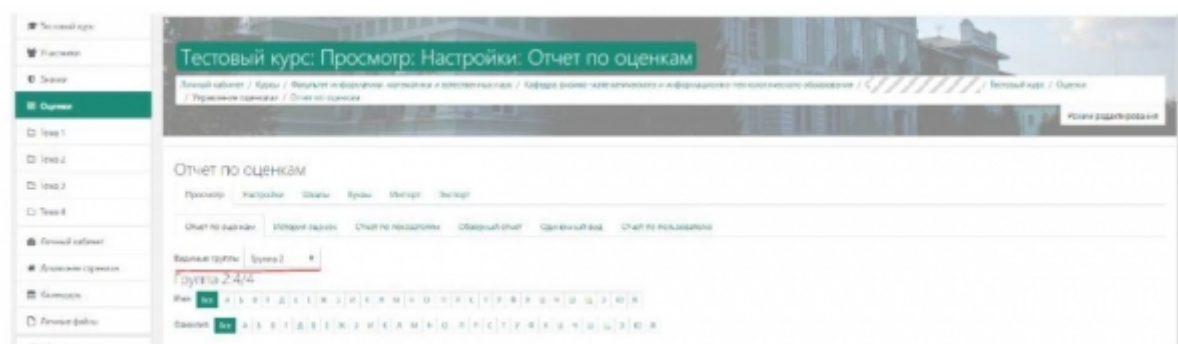 Тестовый курс
Участники
Значки
Оценки
Тема 1
Тема 2
Тема 3
Тема 4
Личный кабинет
Домашняя страница
Календарь
Личные файлы
Тестовый курс: Просмотр: Настройки: Отчет по оценкам
Личный кабинет / Курсы / Факультет информатики, математики и естественных наук / Кафедра физико-математического и информационно-технологического образования / / Тестовый курс / Оценки
/ Управление оценками / Отчет по оценкам
Режим редактирования
Отчет по оценкам
Просмотр Настройки Шкалы Буквы Импорт Экспорт
Отчет по оценкам История оценок Отчет по показателям Обзорный отчет Одиночный вид Отчет по пользователю
Видимые группы Группа 2
Группа 2:4/4
Имя Все А Б В Г Д Е Ё Ж З И К Л М Н О П Р С Т У Ф Х Ц Ч Ш Щ Э Ю Я
Фамилия Все А Б В Г Д Е Ё Ж З И К Л М Н О П Р С Т У Ф Х Ц Ч Ш Щ Э Ю Я